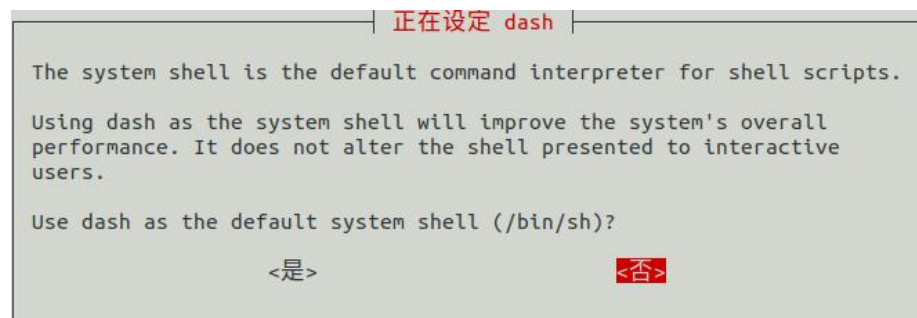 正在设定 dash
The system shell is the default command interpreter for shell scripts.
Using dash as the system shell will improve the system's overall
performance. It does not alter the shell presented to interactive
users.
Use dash as the default system shell (/bin/sh)?
<是> <否>